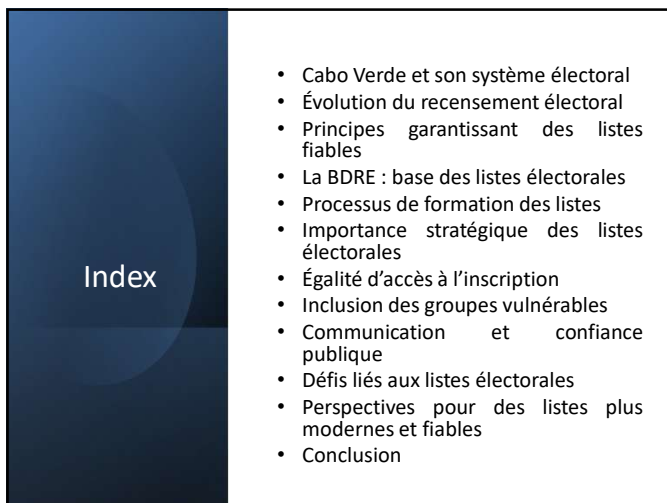 Index
• Cabo Verde et son système électoral
• Évolution du recensement électoral
• Principes garantissant des listes
fiables
• La BDRE : base des listes électorales
• Processus de formation des listes
• Importance stratégique des listes
électorales
• Égalité d’accès à l’inscription
• Inclusion des groupes vulnérables
• Communication et confiance
publique
• Défis liés aux listes électorales
• Perspectives pour des listes plus
modernes et fiables
• Conclusion